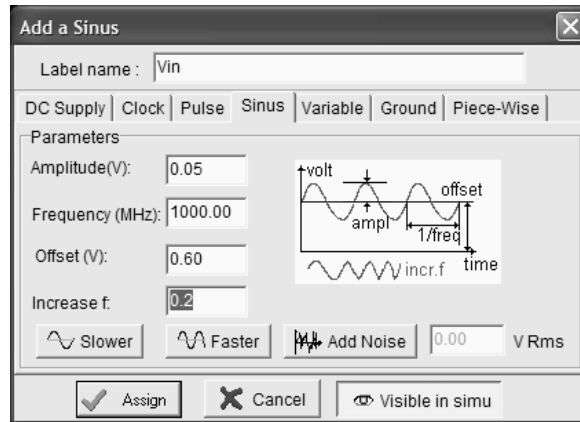 Add a Sinus
Label name : Vin
DC Supply Clock Pulse Sinus Variable Ground Piece-Wise
Parameters
Amplitude(V): 0.05
Frequency (MHz): 1000.00
Offset (V): 0.60
Increase f: 0.2
volt
offset
ampl
1/freq
time
incr.f
Slower Faster Add Noise 0.00 V Rms
Assign Cancel Visible in simu